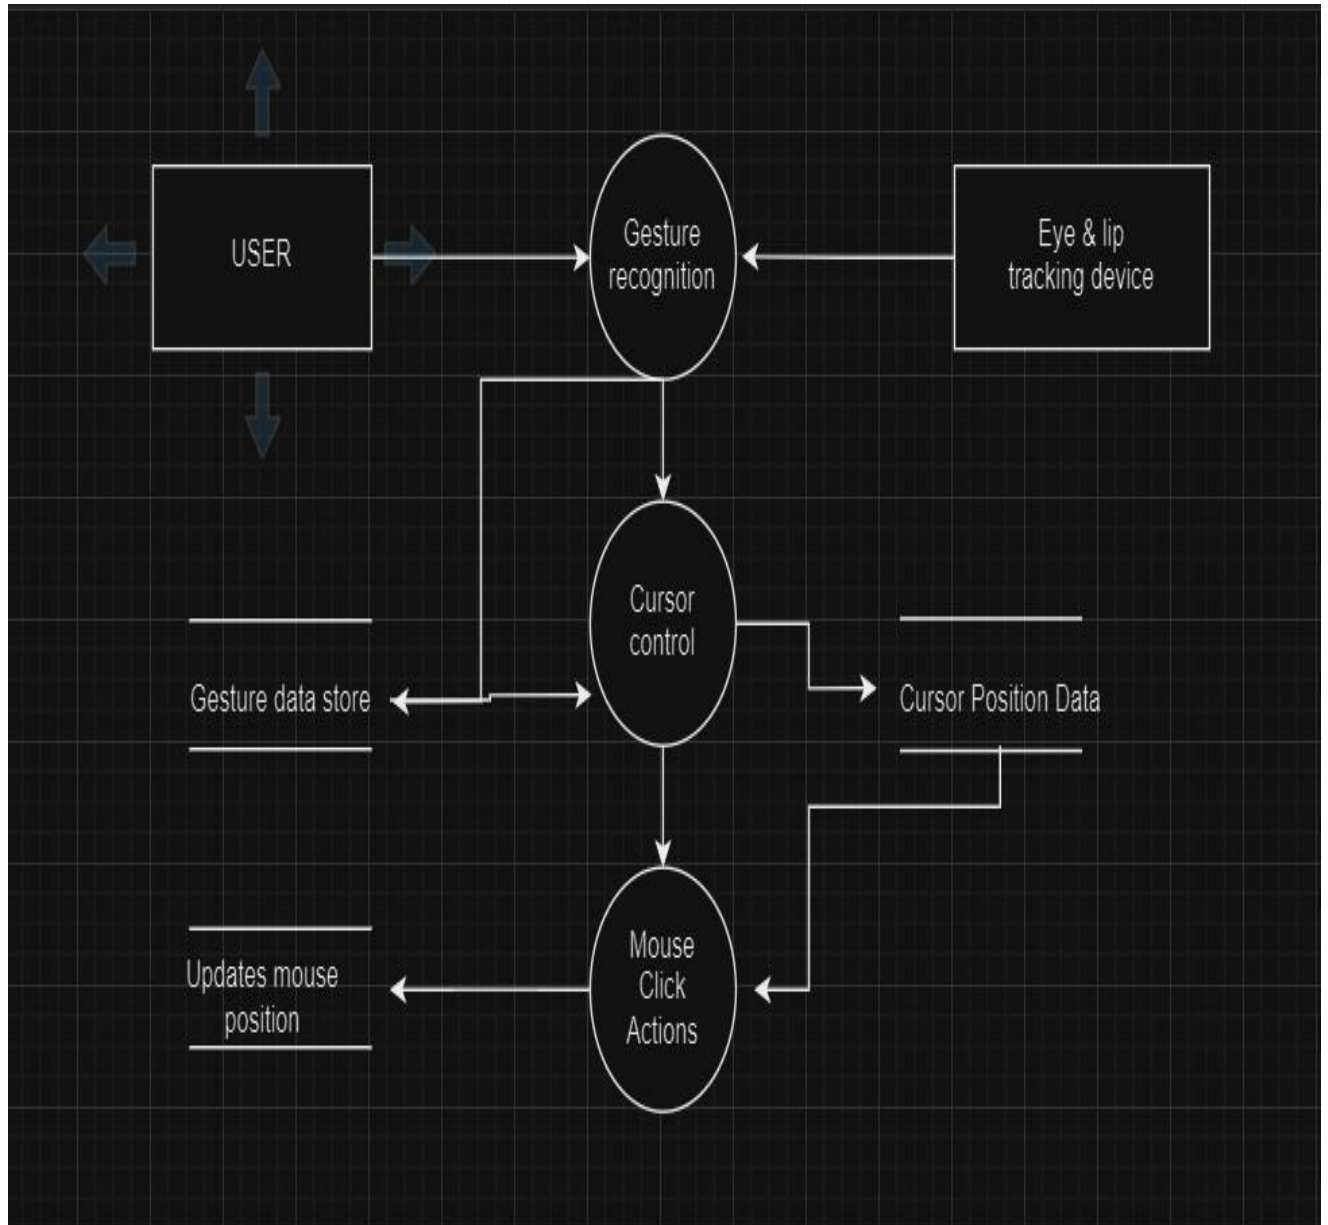 USER
Gesture
recognition
Eye & lip
tracking device
Cursor
control
Gesture data store
Cursor Position Data
Mouse
Click
Actions
Updates mouse
position